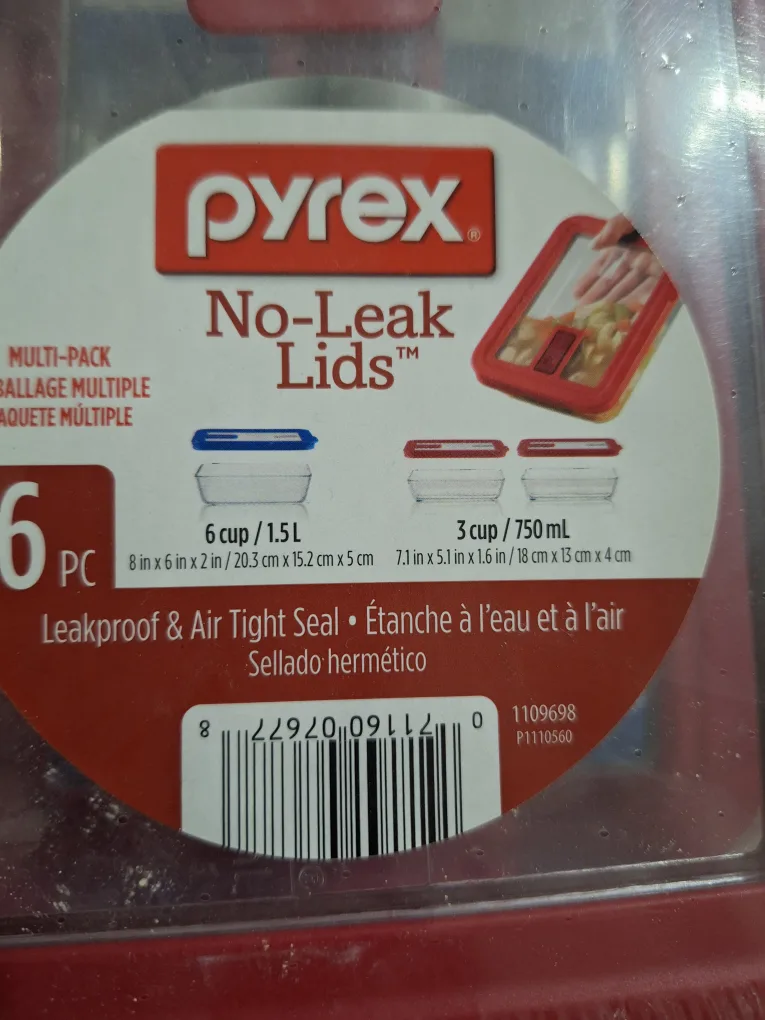 pyrex®
No-Leak
Lids™
MULTI-PACK
BALLAGE MULTIPLE
AQUETE MÚLTIPLE
6 cup / 1.5 L
8 in x 6 in x 2 in / 20.3 cm x 15.2 cm x 5 cm
3 cup / 750 mL
7.1 in x 5.1 in x 1.6 in / 18 cm x 13 cm x 4 cm
6 PC
Leakproof & Air Tight Seal • Étanche à l'eau et à l'air
Sellado hermético
0 71160 07677 8
1109698
P1110560